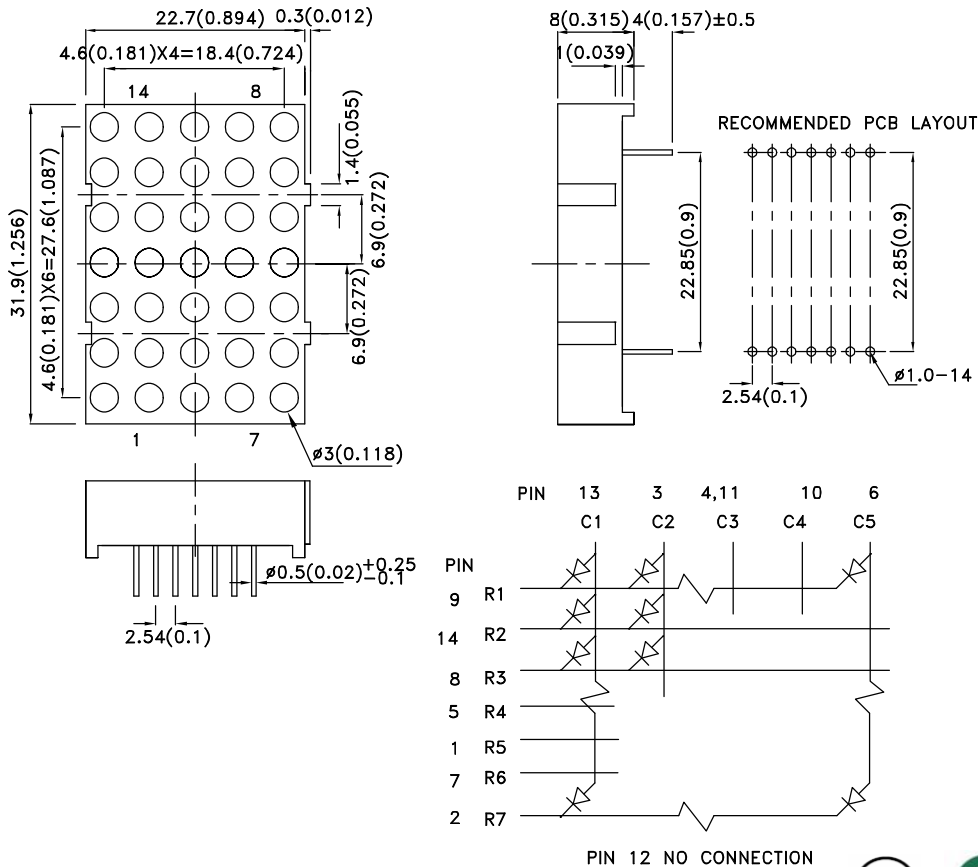 22.7(0.894) 0.3(0.012)
4.6(0.181)X4=18.4(0.724)
14 8
1.4(0.055)
6.9(0.272)
6.9(0.272)
31.9(1.256)
4.6(0.181)X6=27.6(1.087)
1 7
ø3(0.118)
8(0.315) 4(0.157)±0.5
1(0.039)
22.85(0.9)
RECOMMENDED PCB LAYOUT
22.85(0.9)
ø1.0-14
2.54(0.1)
ø0.5(0.02)+0.25 -0.1
2.54(0.1)
PIN 13 3 4,11 10 6
C1 C2 C3 C4 C5
PIN
9 R1
14 R2
8 R3
5 R4
1 R5
7 R6
2 R7
PIN 12 NO CONNECTION